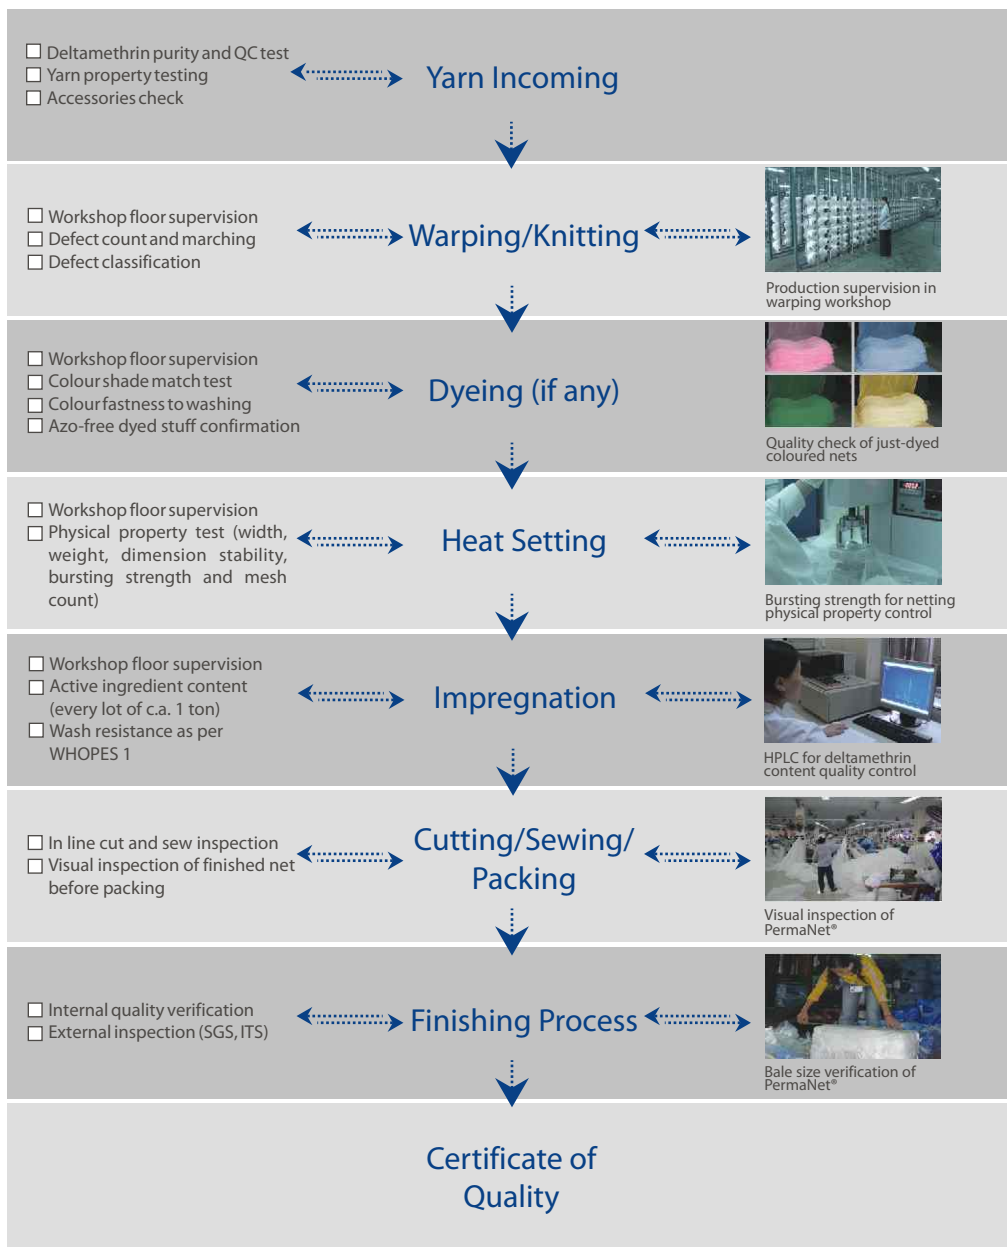 Deltamethrin purity and QC test
Yarn property testing
Accessories check
Yarn Incoming
Workshop floor supervision
Defect count and marching
Defect classification
Warping/Knitting
Production supervision in
warping workshop
Workshop floor supervision
Colour shade match test
Colour fastness to washing
Azo-free dyed stuff confirmation
Dyeing (if any)
Quality check of just-dyed
coloured nets
Workshop floor supervision
Physical property test (width,
weight, dimension stability,
bursting strength and mesh
count)
Heat Setting
Bursting strength for netting
physical property control
Workshop floor supervision
Active ingredient content
(every lot of c.a. 1 ton)
Wash resistance as per
WHOPES 1
Impregnation
HPLC for deltamethrin
content quality control
In line cut and sew inspection
Visual inspection of finished net
before packing
Cutting/Sewing/
Packing
Visual inspection of
PermaNet®
Internal quality verification
External inspection (SGS, ITS)
Finishing Process
Bale size verification of
PermaNet®
Certificate of
Quality